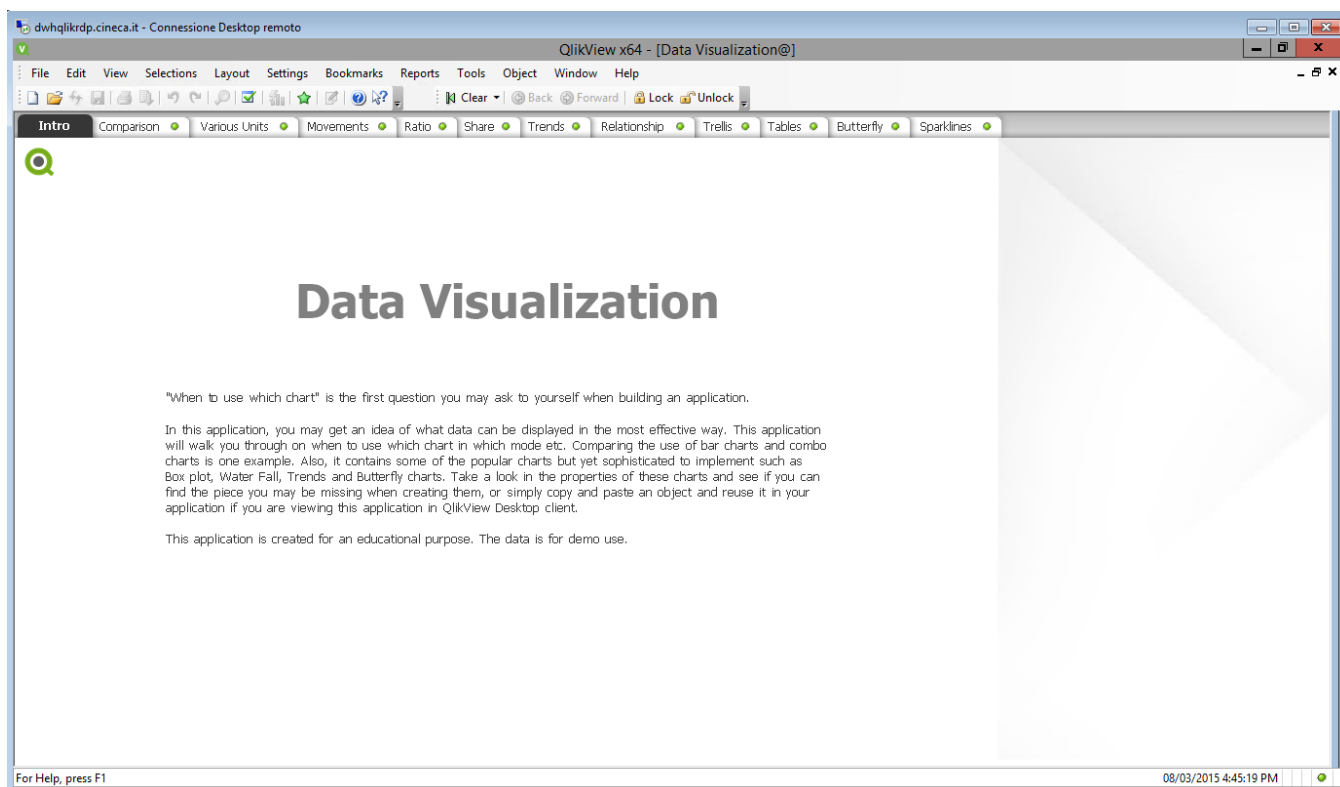 dwhqlikrdp.cineca.it - Connessione Desktop remoto
V
QlikView x64 - [Data Visualization@]
File Edit View Selections Layout Settings Bookmarks Reports Tools Object Window Help
Clear Back Forward Lock Unlock
Intro Comparison Various Units Movements Ratio Share Trends Relationship Trellis Tables Butterfly Sparklines
Data Visualization
"When to use which chart" is the first question you may ask to yourself when building an application.
In this application, you may get an idea of what data can be displayed in the most effective way. This application
will walk you through on when to use which chart in which mode etc. Comparing the use of bar charts and combo
charts is one example. Also, it contains some of the popular charts but yet sophisticated to implement such as
Box plot, Water Fall, Trends and Butterfly charts. Take a look in the properties of these charts and see if you can
find the piece you may be missing when creating them, or simply copy and paste an object and reuse it in your
application if you are viewing this application in QlikView Desktop client.
This application is created for an educational purpose. The data is for demo use.
For Help, press F1
08/03/2015 4:45:19 PM